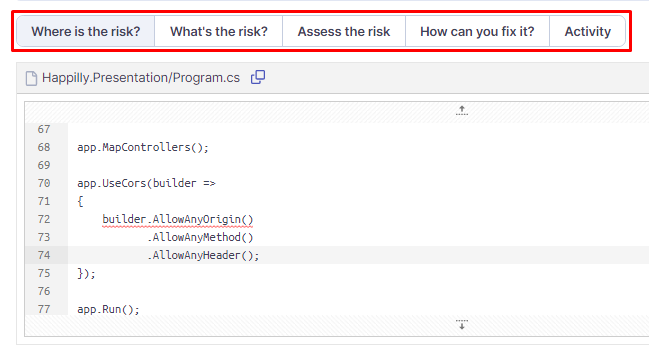 Where is the risk? What's the risk? Assess the risk How can you fix it? Activity
Happilly.Presentation/Program.cs
67
68 app.MapControllers();
69
70 app.UseCors(builder =>
71 {
72 builder.AllowAnyOrigin()
73 .AllowAnyMethod()
74 .AllowAnyHeader();
75 });
76
77 app.Run();